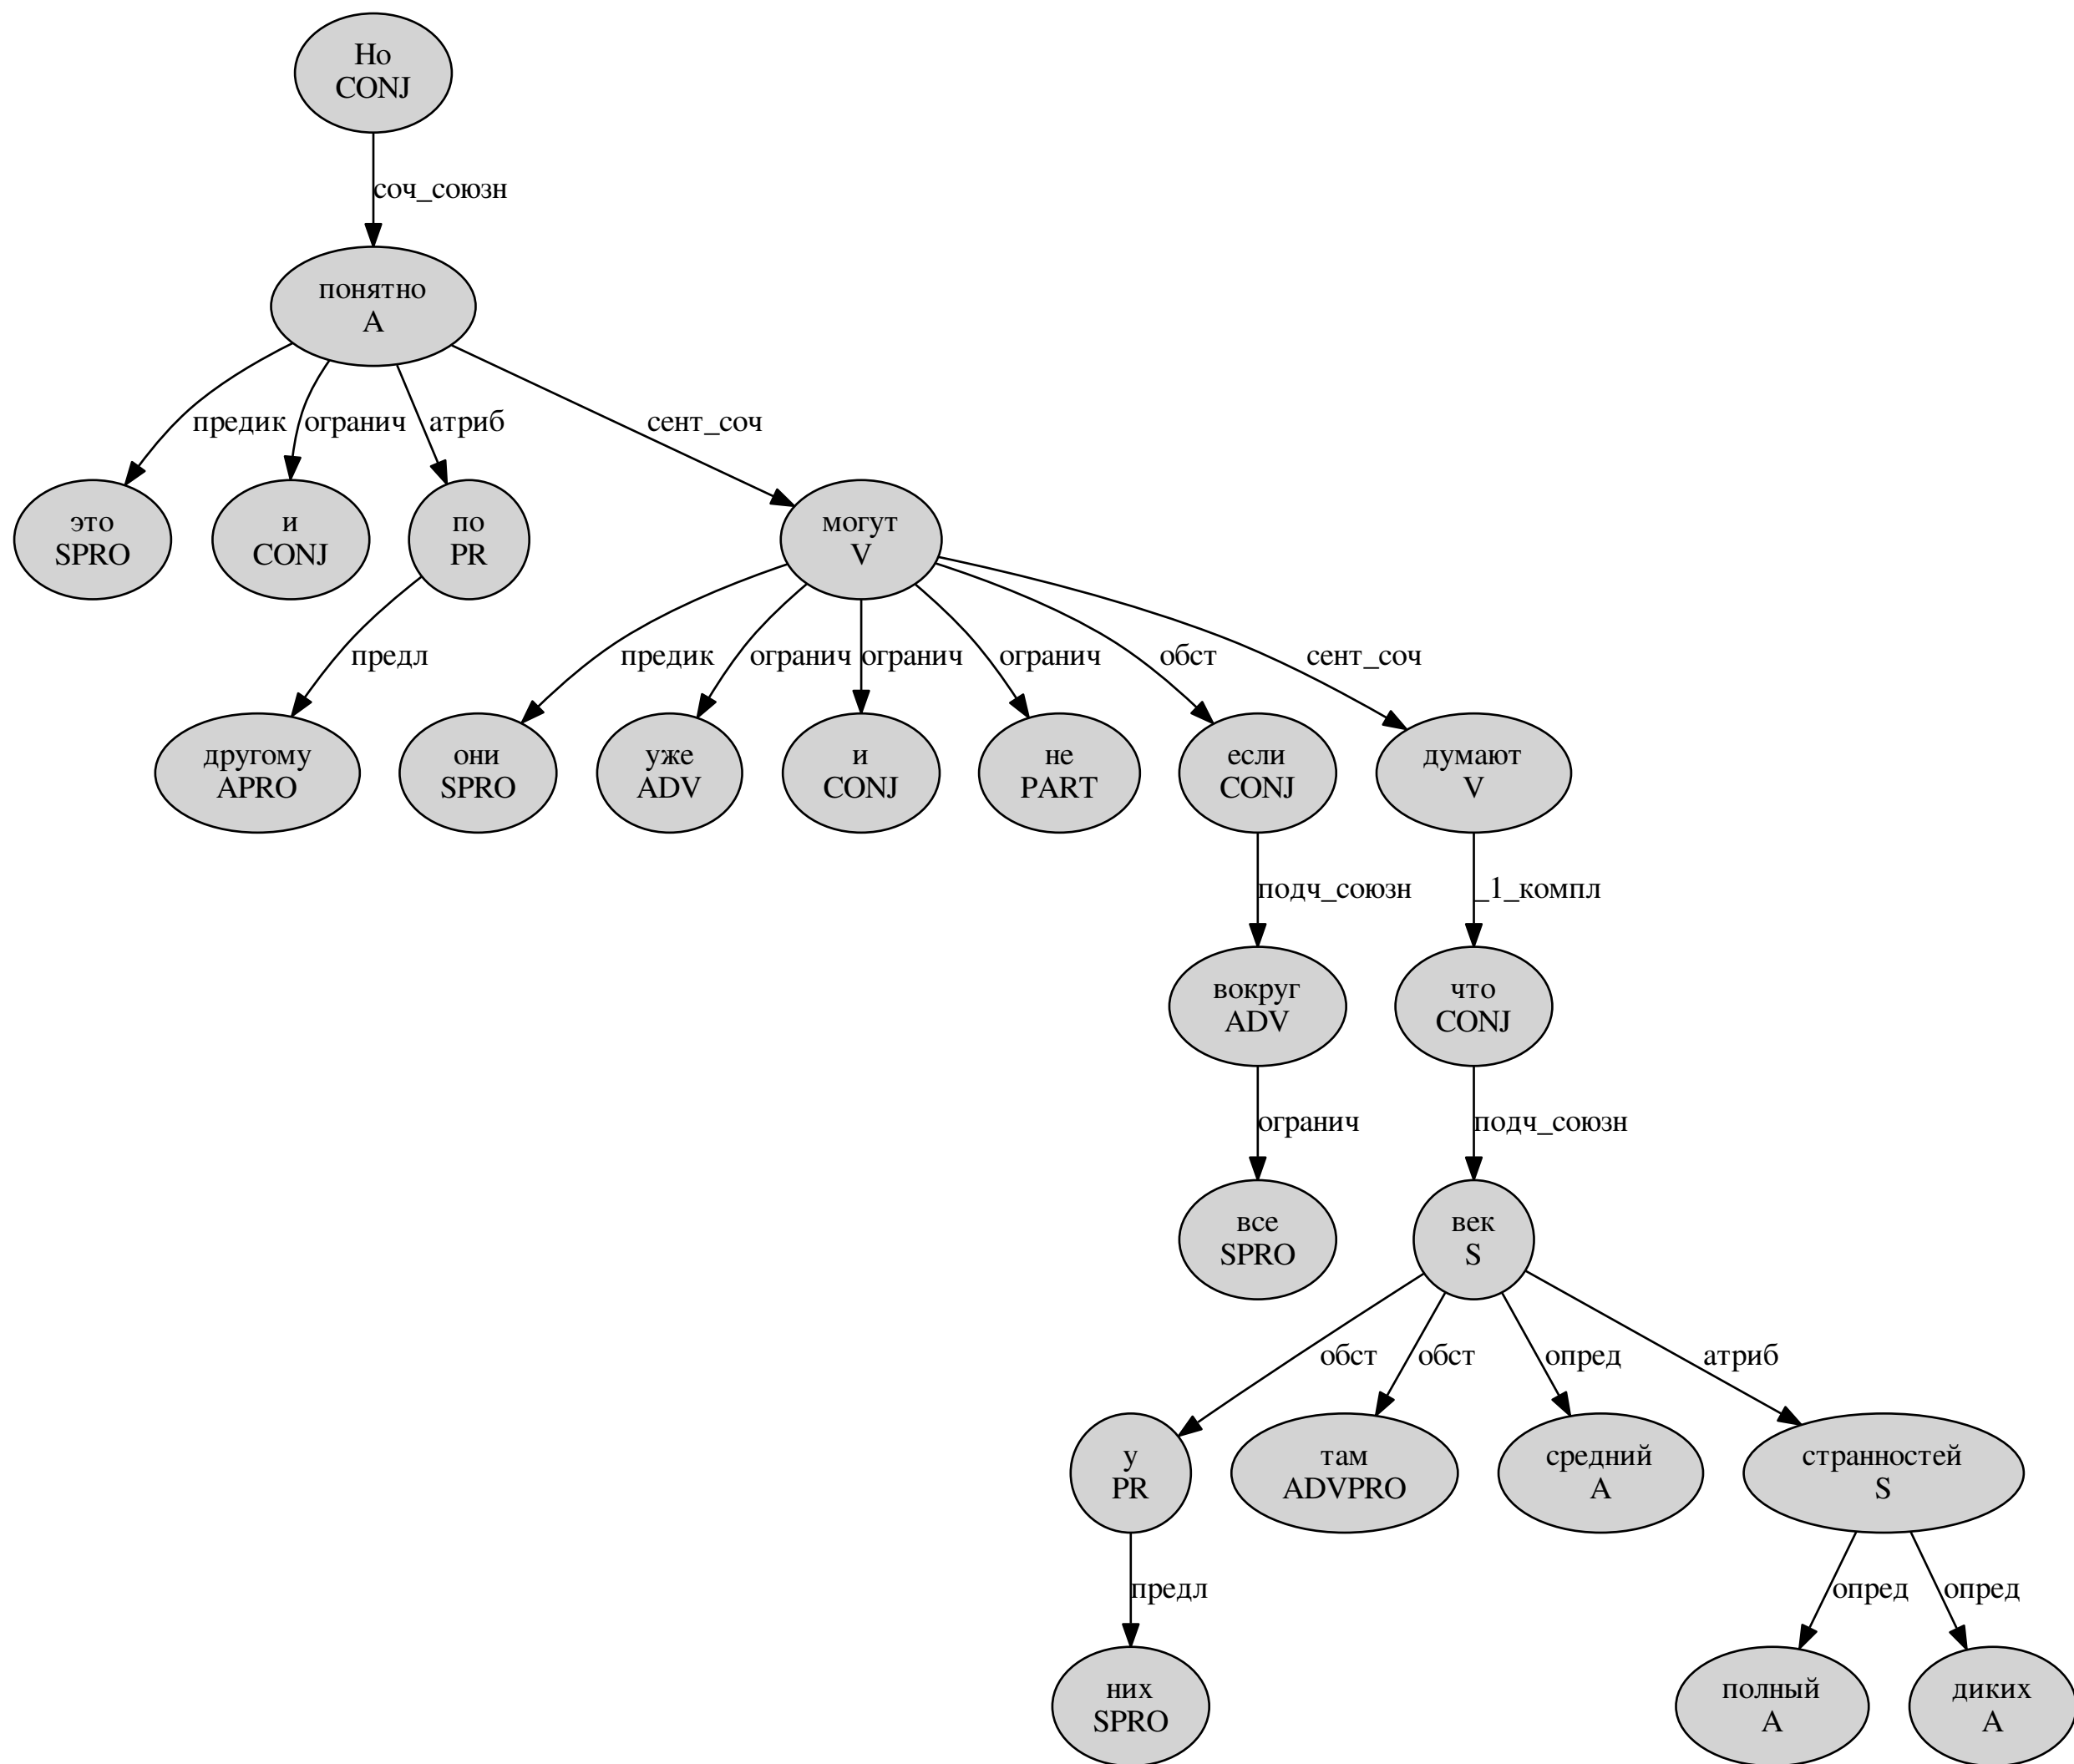 Но
CONJ
соч_союзн
понятно
A
предик
огранич
атриб
сент_соч
это
SPRO
и
CONJ
по
PR
могут
V
предл
предик
огранич
огранич
огранич
обст
сент_соч
другому
APRO
они
SPRO
уже
ADV
и
CONJ
не
PART
если
CONJ
думают
V
подч_союзн
_1_компл
вокруг
ADV
что
CONJ
огранич
подч_союзн
все
SPRO
век
S
обст
обст
опред
атриб
у
PR
там
ADVPRO
средний
A
странностей
S
предл
опред
опред
них
SPRO
полный
A
диких
A